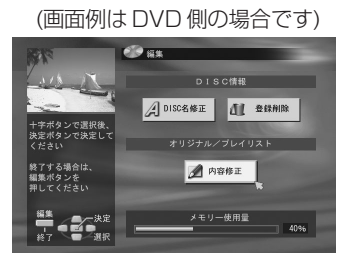 (画面例は DVD 側の場合です)
編集
DISC情報
DISC名修正
登録削除
十字ボタンで選択後、
決定ボタンで決定して
ください
オリジナル/プレイリスト
終了する場合は、
編集ボタンを
押してください
内容修正
編集
決定
終了
選択
メモリー使用量
40%